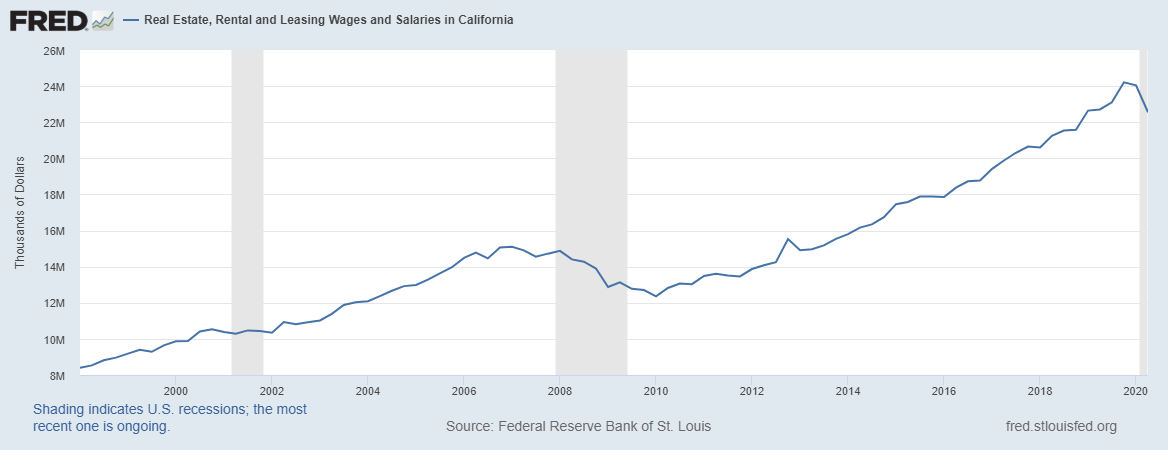 FRED
Real Estate, Rental and Leasing Wages and Salaries in California
26M
24M
22M
20M
18M
16M
14M
12M
10M
8M
Thousands of Dollars
2000 2002 2004 2006 2008 2010 2012 2014 2016 2018 2020
Shading indicates U.S. recessions; the most
recent one is ongoing.
Source: Federal Reserve Bank of St. Louis
fred.stlouisfed.org